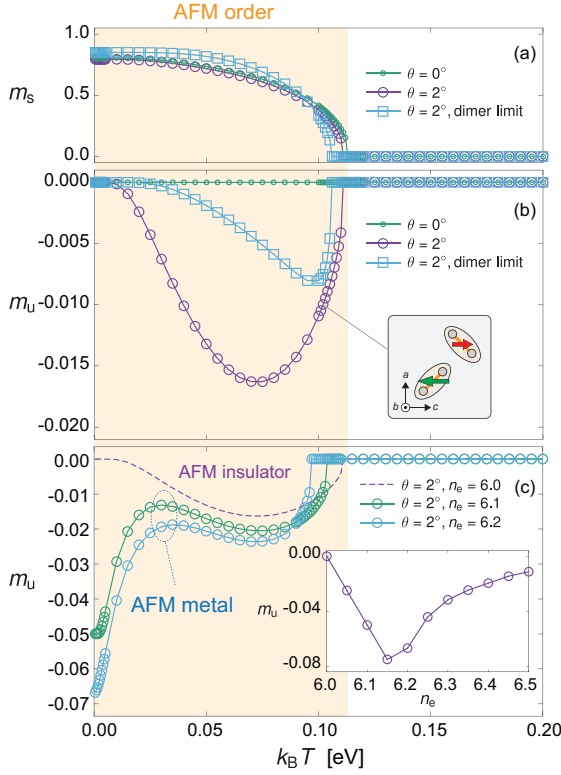 AFM order
1.0
(a)
θ = 0°
θ = 2°
θ = 2°, dimer limit
m_s
0.5
0.0
0.000
(b)
θ = 0°
θ = 2°
θ = 2°, dimer limit
-0.005
m_u
-0.010
-0.015
-0.020
a
b
c
0.00
AFM insulator
(c)
θ = 2°, n_e = 6.0
θ = 2°, n_e = 6.1
θ = 2°, n_e = 6.2
-0.01
-0.02
-0.03
m_u
-0.04
-0.05
-0.06
-0.07
AFM metal
0.00
m_u
-0.04
-0.08
6.0 6.1 6.2 6.3 6.4 6.5
n_e
0.00 0.05 0.10 0.15 0.20
k_B T [eV]